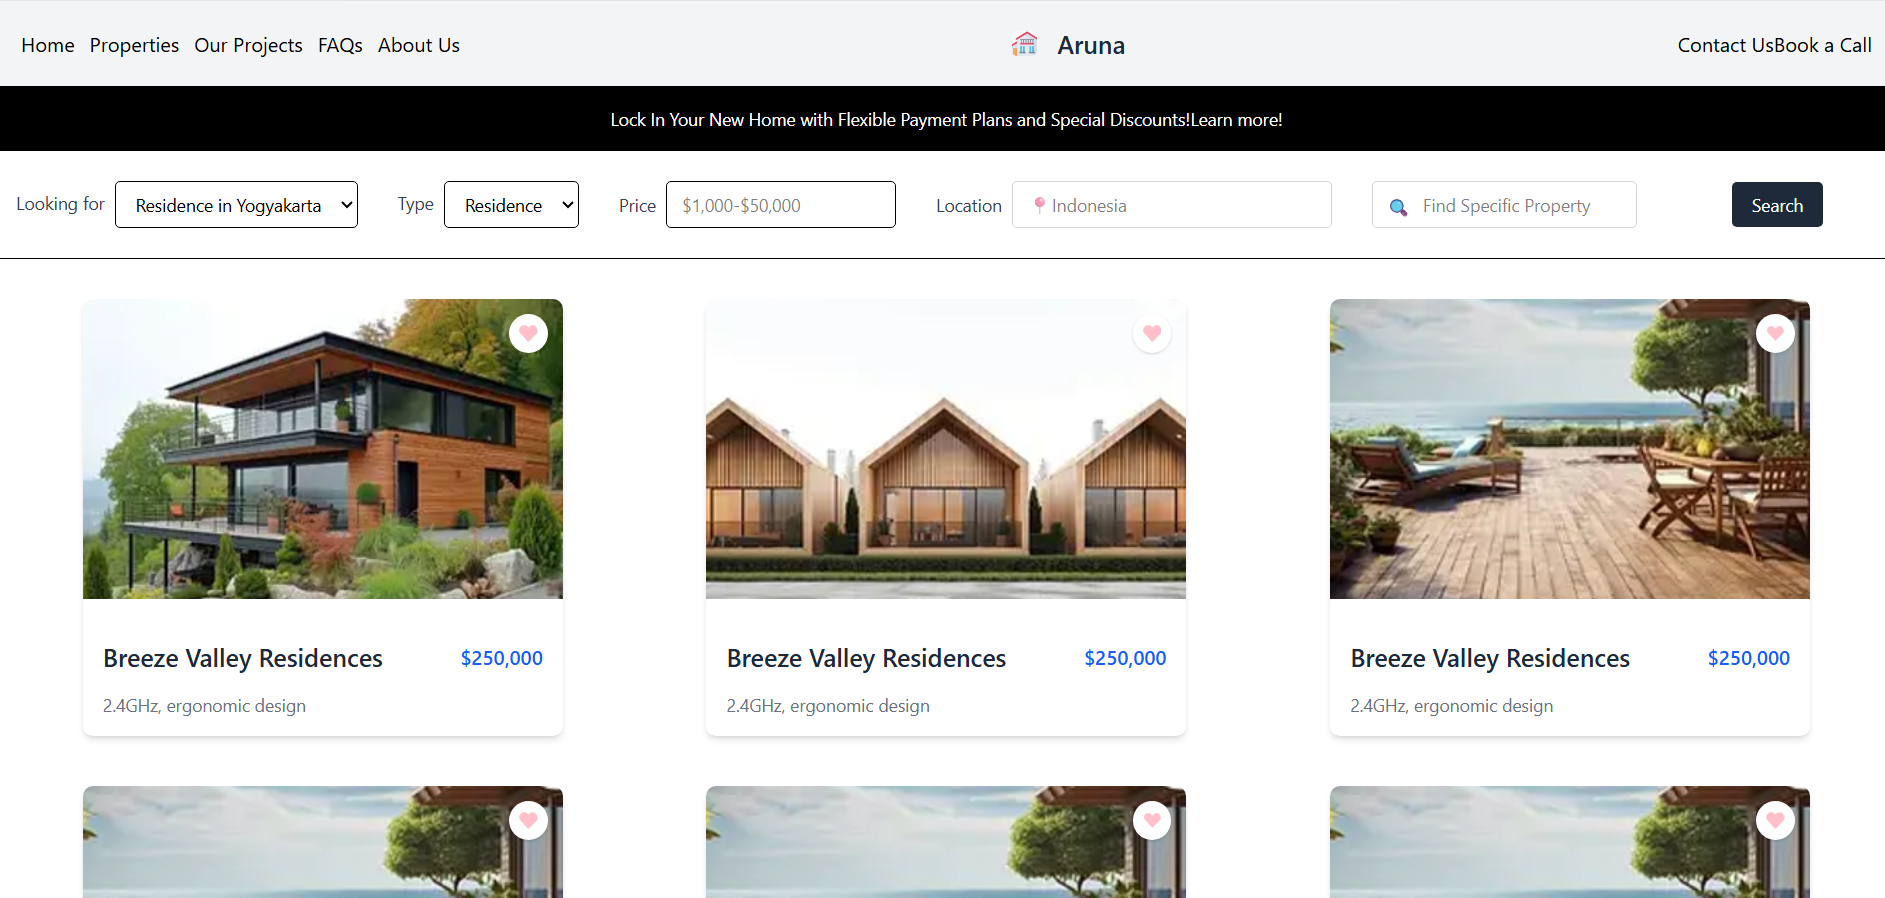 Home Properties Our Projects FAQs About Us Aruna Contact UsBook a Call
Lock In Your New Home with Flexible Payment Plans and Special Discounts!Learn more!
Looking for Residence in Yogyakarta Type Residence Price $1,000-$50,000 Location Indonesia Find Specific Property Search
Breeze Valley Residences $250,000
2.4GHz, ergonomic design
Breeze Valley Residences $250,000
2.4GHz, ergonomic design
Breeze Valley Residences $250,000
2.4GHz, ergonomic design